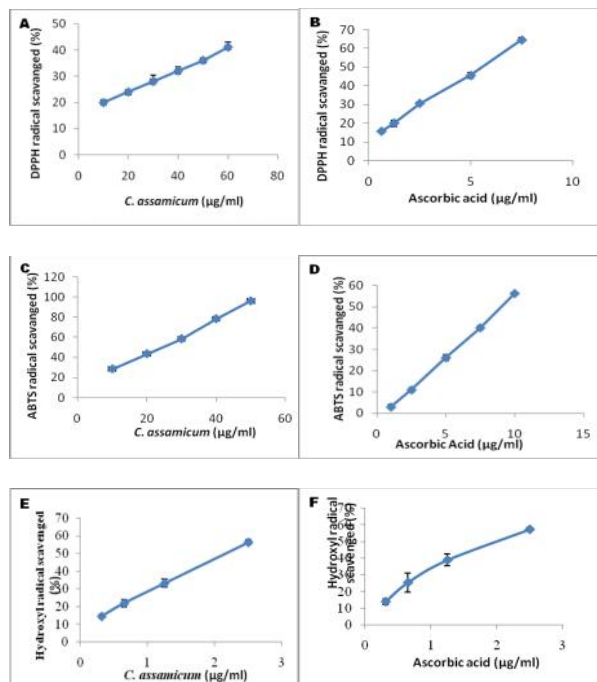 A
DPPH radical scavanged (%)
50
40
30
20
10
0
0 20 40 60 80
C. assamicum (µg/ml)
B
DPPH radical scavanged (%)
70
60
50
40
30
20
10
0
0 5 10
Ascorbic acid (µg/ml)
C
ABTS radical scavanged (%)
120
100
80
60
40
20
0
0 20 40 60
C. assamicum (µg/ml)
D
ABTS radical scavanged (%)
60
50
40
30
20
10
0
0 5 10 15
Ascorbic Acid (µg/ml)
E
Hydroxyl radical scavenged
(%)
70
60
50
40
30
20
10
0
0 1 2 3
C. assamicum (µg/ml)
F
Hydroxyl radical
scavenged (%)
70
60
50
40
30
20
10
0
0 1 2 3
Ascorbic acid (µg/ml)